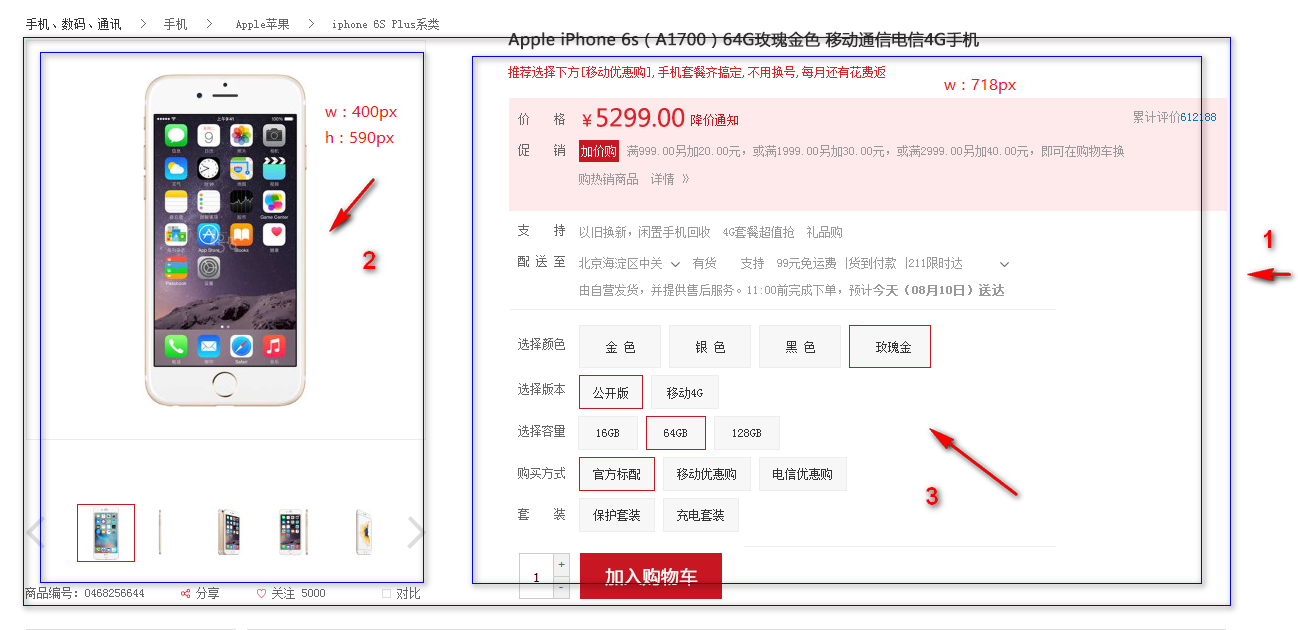 手机、数码、通讯 > 手机 > Apple苹果 > iphone 6S Plus系类
Apple iPhone 6s（A1700）64G玫瑰金色 移动通信电信4G手机
推荐选择下方[移动优惠购],手机套餐齐搞定,不用换号,每月还有花费返
w：718px
w：400px
h：590px
价 格 ￥5299.00 降价通知 累计评价612188
促 销 加价购 满999.00另加20.00元，或满1999.00另加30.00元，或满2999.00另加40.00元，即可在购物车换
购热销商品 详情 》
支 持 以旧换新，闲置手机回收 4G套餐超值抢 礼品购
1
2
配 送 至 北京海淀区中关 有货 支持 99元免运费 |货到付款 |211限时达
由自营发货，并提供售后服务。11:00前完成下单，预计今天（08月10日）送达
选择颜色 金 色 银 色 黑 色 玫瑰金
选择版本 公开版 移动4G
选择容量 16GB 64GB 128GB
购买方式 官方标配 移动优惠购 电信优惠购
3
套 装 保护套装 充电套装
1 + - 加入购物车
商品编号：0468256644 分享 关注 5000 对比